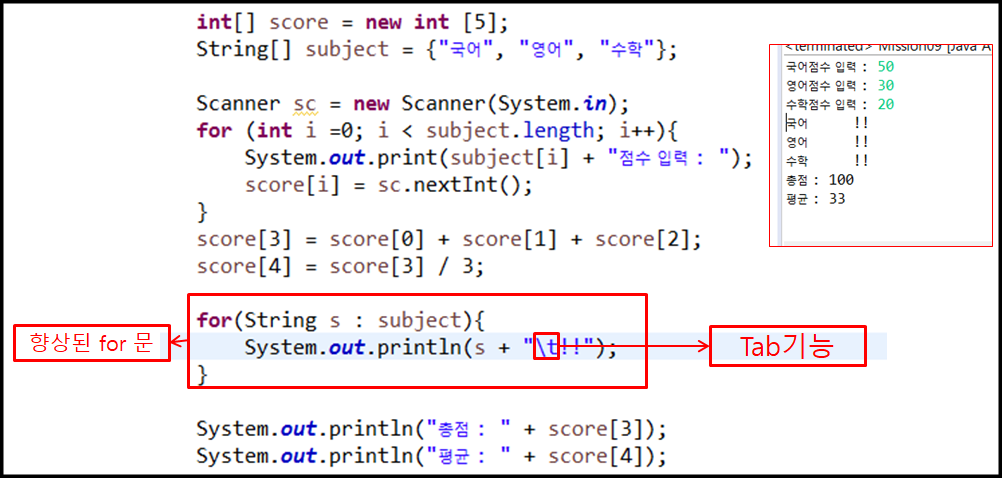 int[] score = new int [5];
String[] subject = {"국어", "영어", "수학"};
Scanner sc = new Scanner(System.in);
for (int i =0; i < subject.length; i++){
System.out.print(subject[i] + "점수 입력 : ");
score[i] = sc.nextInt();
}
score[3] = score[0] + score[1] + score[2];
score[4] = score[3] / 3;
for(String s : subject){
System.out.println(s + "\t!!");
}
System.out.println("총점 : " + score[3]);
System.out.println("평균 : " + score[4]);
향상된 for 문
Tab기능
<terminated> Mission09 [Java A
국어점수 입력 : 50
영어점수 입력 : 30
수학점수 입력 : 20
국어 !!
영어 !!
수학 !!
총점 : 100
평균 : 33